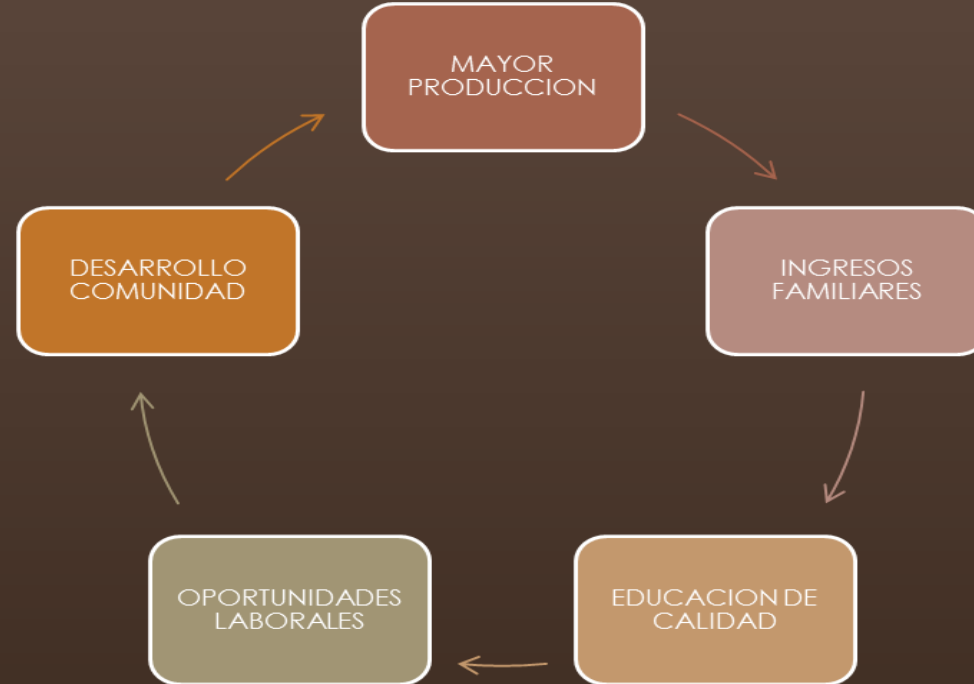 MAYOR
PRODUCCION
INGRESOS
FAMILIARES
EDUCACION DE
CALIDAD
OPORTUNIDADES
LABORALES
DESARROLLO
COMUNIDAD